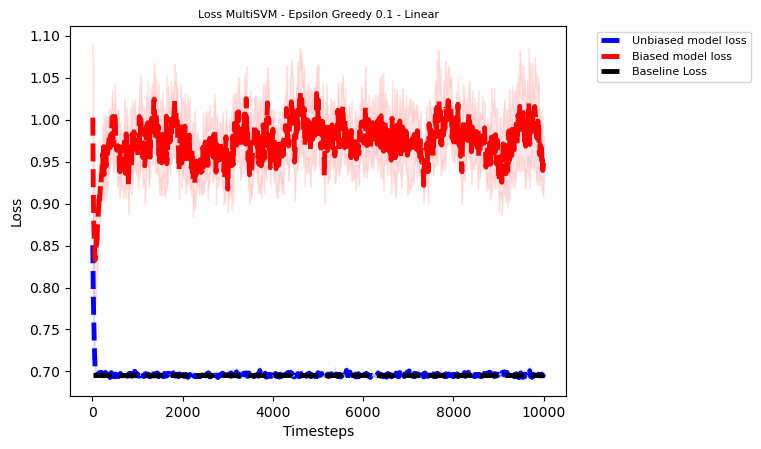 Loss MultiSVM - Epsilon Greedy 0.1 - Linear
Unbiased model loss
Biased model loss
Baseline Loss
Loss
1.10
1.05
1.00
0.95
0.90
0.85
0.80
0.75
0.70
0
2000
4000
6000
8000
10000
Timesteps